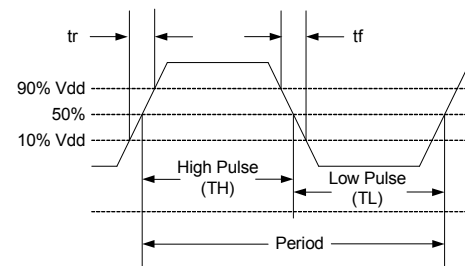 tr
tf
90% Vdd
50%
10% Vdd
High Pulse
(TH)
Low Pulse
(TL)
Period